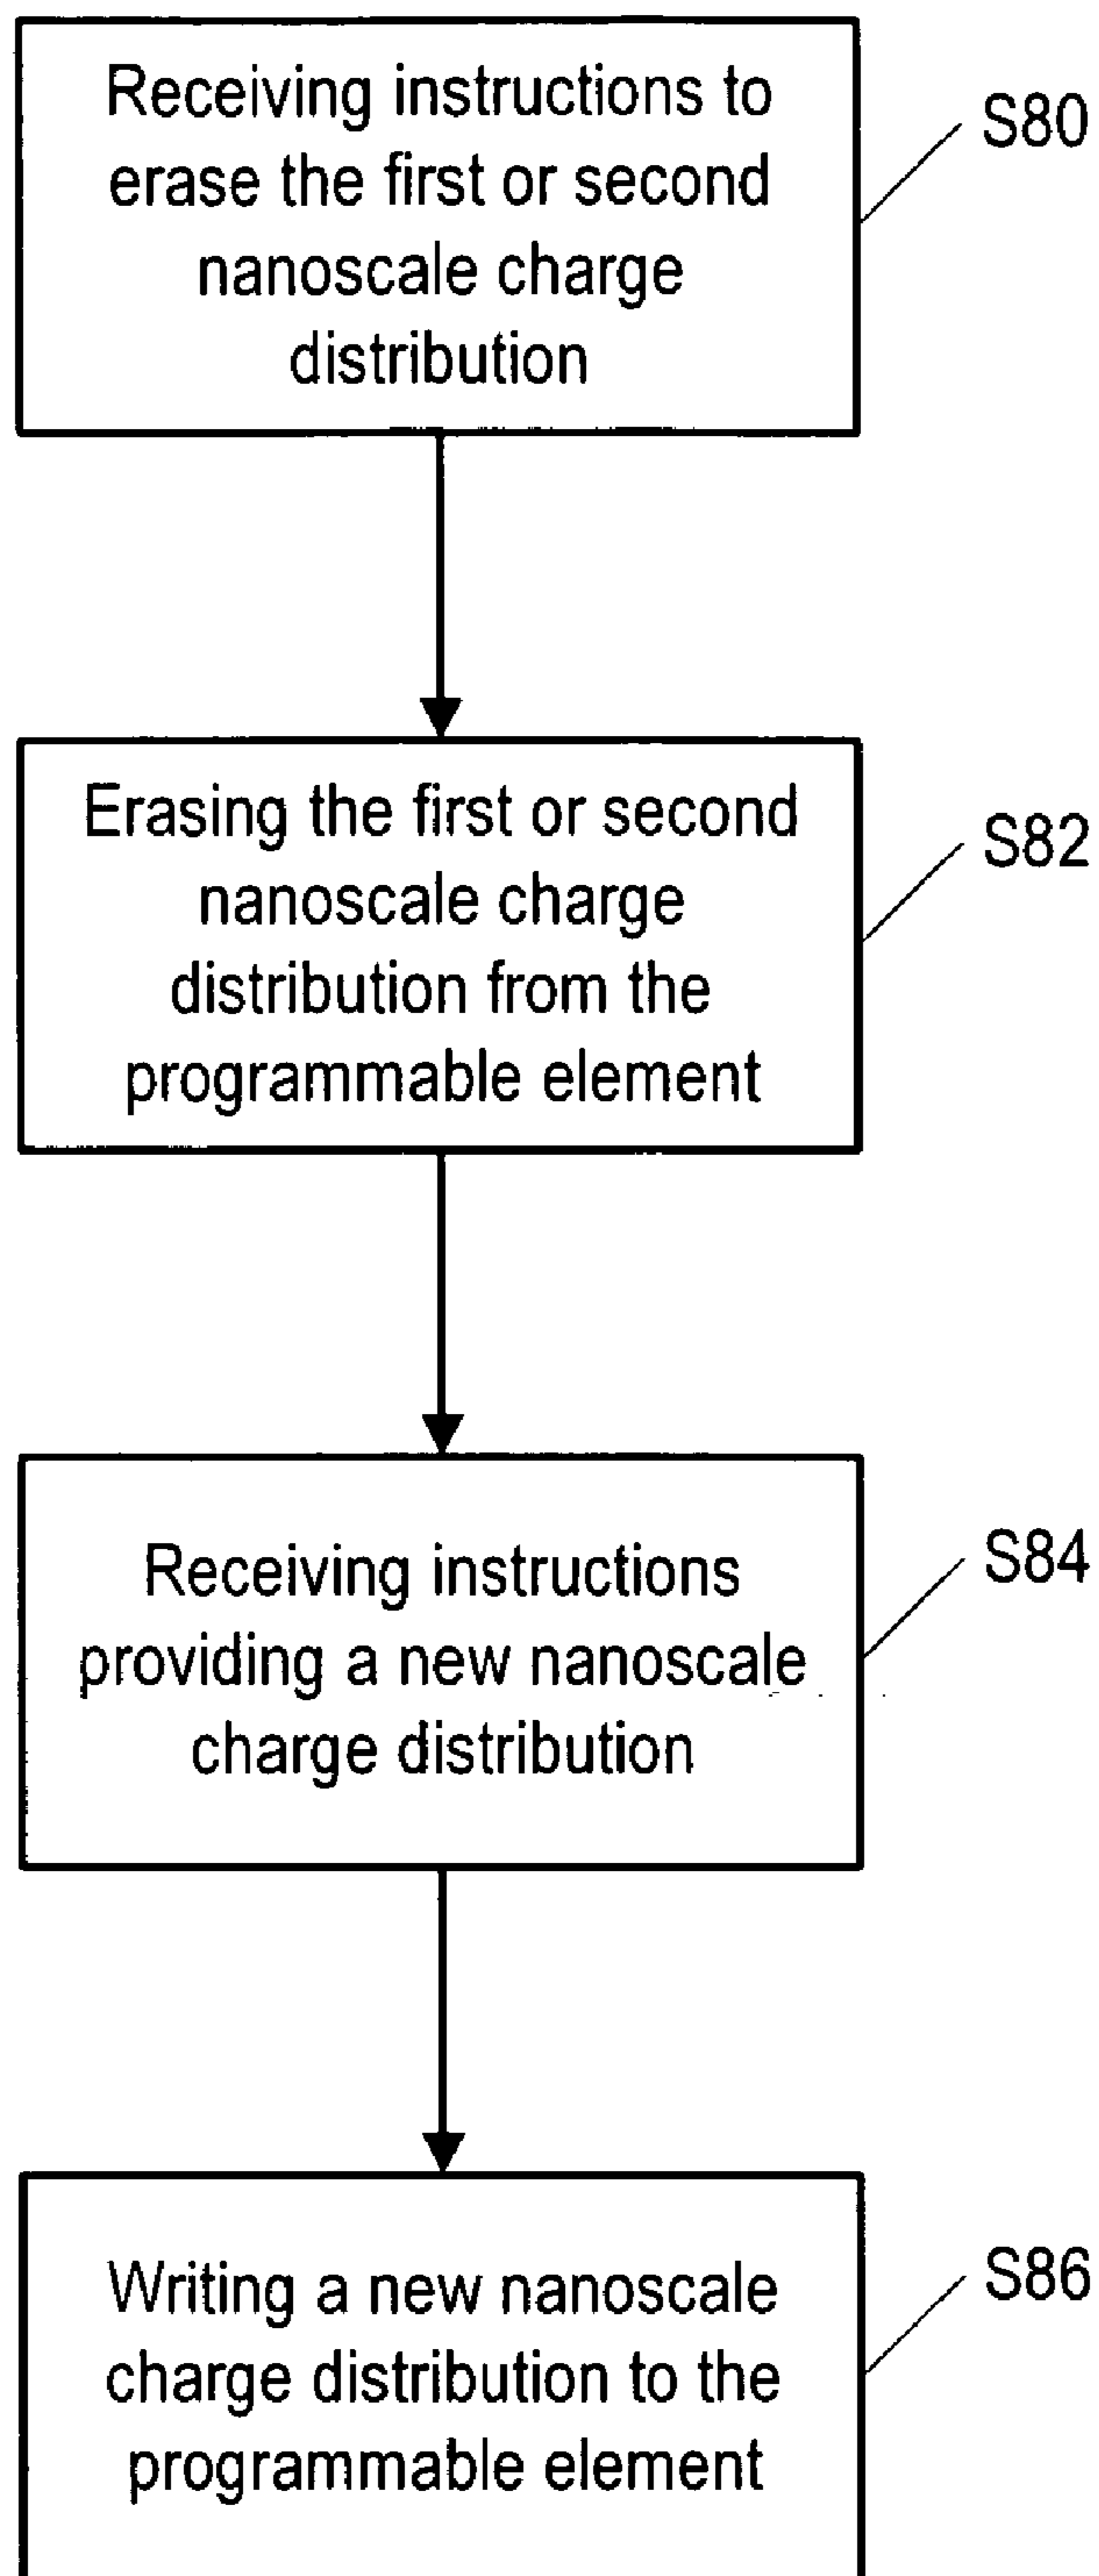 Receiving instructions to
erase the first or second
nanoscale charge
distribution
S80
Erasing the first or second
nanoscale charge
distribution from the
programmable element
S82
Receiving instructions
providing a new nanoscale
charge distribution
S84
Writing a new nanoscale
charge distribution to the
programmable element
S86